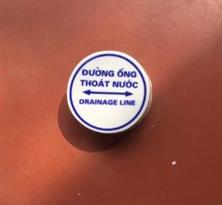 ĐƯỜNG ỐNG
THOÁT NƯỚC
DRAINAGE LINE